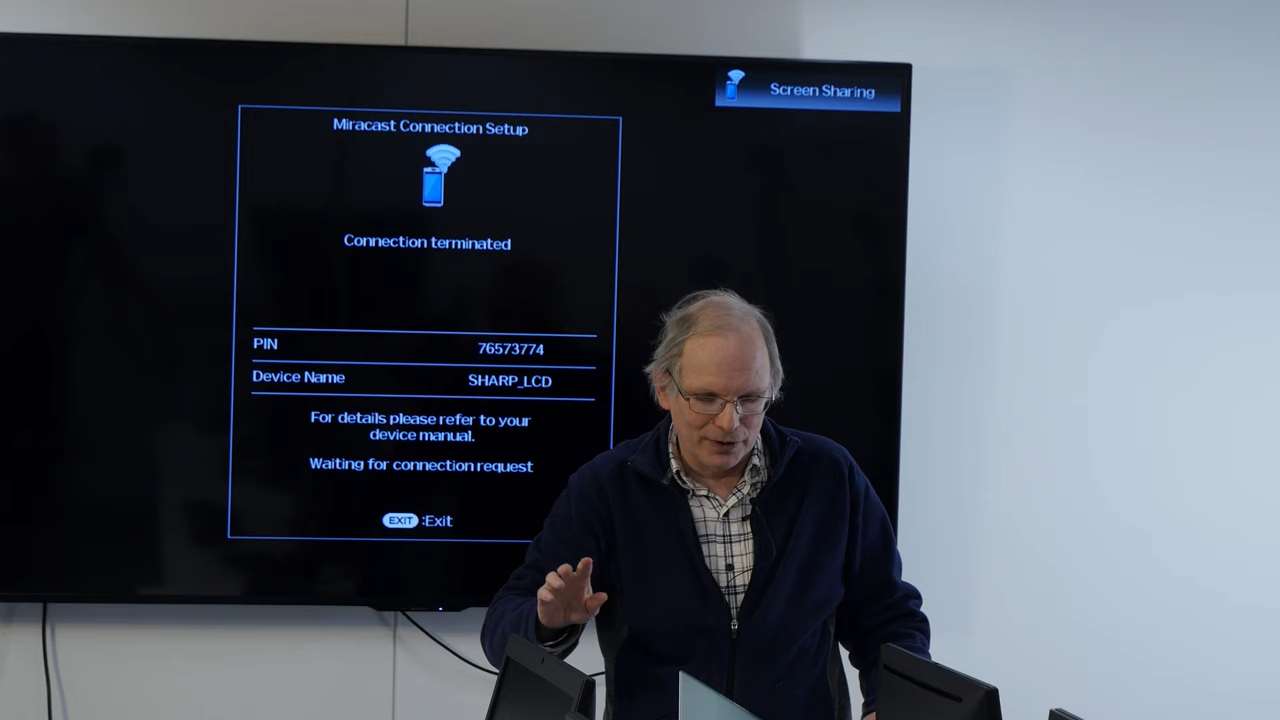 Screen Sharing
Miracast Connection Setup
Connection terminated
PIN 76573774
Device Name SHARP_LCD
For details please refer to your
device manual.
Waiting for connection request
EXIT :Exit